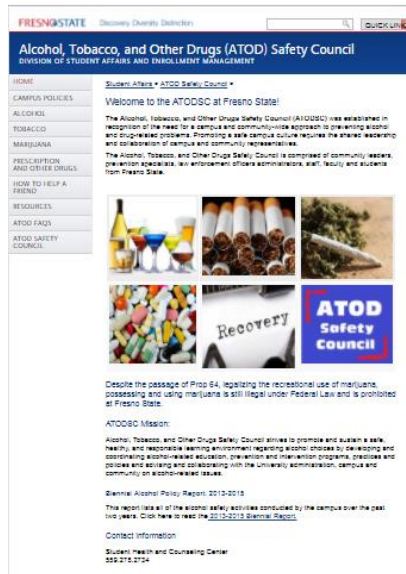 FRESNO STATE
Discovery. Diversity. Distinction.
QUICK LINK
Alcohol, Tobacco, and Other Drugs (ATOD) Safety Council
DIVISION OF STUDENT AFFAIRS AND ENROLLMENT MANAGEMENT
HOME
CAMPUS POLICIES
ALCOHOL
TOBACCO
MARIJUANA
PRESCRIPTION
AND OTHER DRUGS
HOW TO HELP A
FRIEND
RESOURCES
ATOD FAQS
ATOD SAFETY
COUNCIL
Student Affairs • ATOD Safety Council •
Welcome to the ATODSC at Fresno State!
The Alcohol, Tobacco, and Other Drugs Safety Council (ATODSC) was established in
recognition of the need for a campus and community-wide approach to preventing alcohol
and drug-related problems. Promoting a safe campus culture requires the shared leadership
and collaboration of campus and community representatives.
The Alcohol, Tobacco, and Other Drugs Safety Council is comprised of community leaders,
prevention specialists, law enforcement officers administrators, staff, faculty and students
from Fresno State.
Recovery
ATOD
Safety
Council
Despite the passage of Prop 64, legalizing the recreational use of marijuana,
possessing and using marijuana is still illegal under Federal Law and is prohibited
at Fresno State.
ATODSC Mission:
Alcohol, Tobacco, and Other Drugs Safety Council strives to promote and sustain a safe,
healthy, and responsible learning environment regarding alcohol choices by developing and
coordinating alcohol-related education, prevention and intervention programs, practices and
policies and advising and collaborating with the University administration, campus and
community on alcohol-related issues.
Biennial Alcohol Policy Report, 2013-2015
This report lists all of the alcohol safety activities conducted by the campus over the past
two years. Click here to read the 2013-2015 Biennial Report.
Contact Information
Student Health and Counseling Center
559.278.2734